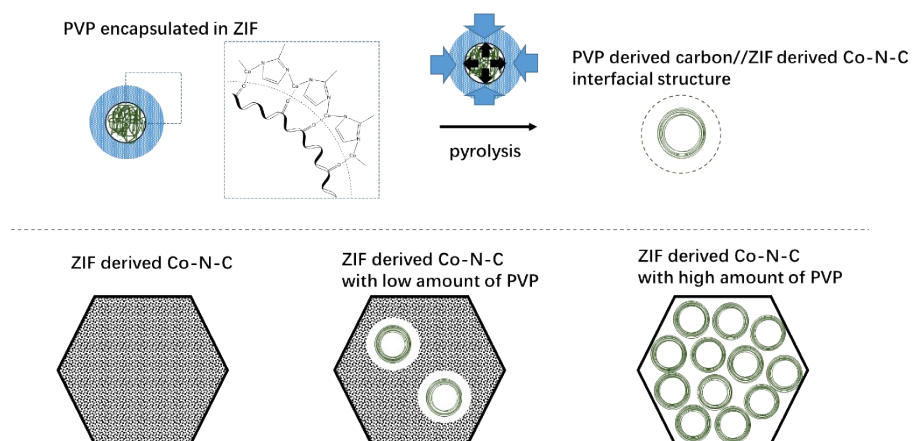 PVP encapsulated in ZIF
PVP derived carbon//ZIF derived Co-N-C
interfacial structure
pyrolysis
ZIF derived Co-N-C
ZIF derived Co-N-C
with low amount of PVP
ZIF derived Co-N-C
with high amount of PVP